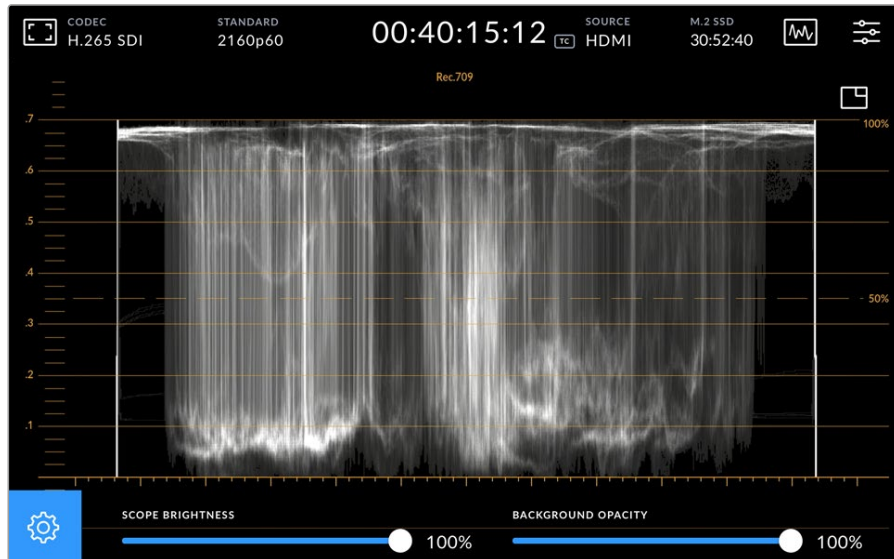 CODEC
H.265 SDI
STANDARD
2160p60
00:40:15:12
TC
SOURCE
HDMI
M.2 SSD
30:52:40
Rec.709
.7
100%
.6
.5
.4
50%
.3
.2
.1
SCOPE BRIGHTNESS
100%
BACKGROUND OPACITY
100%